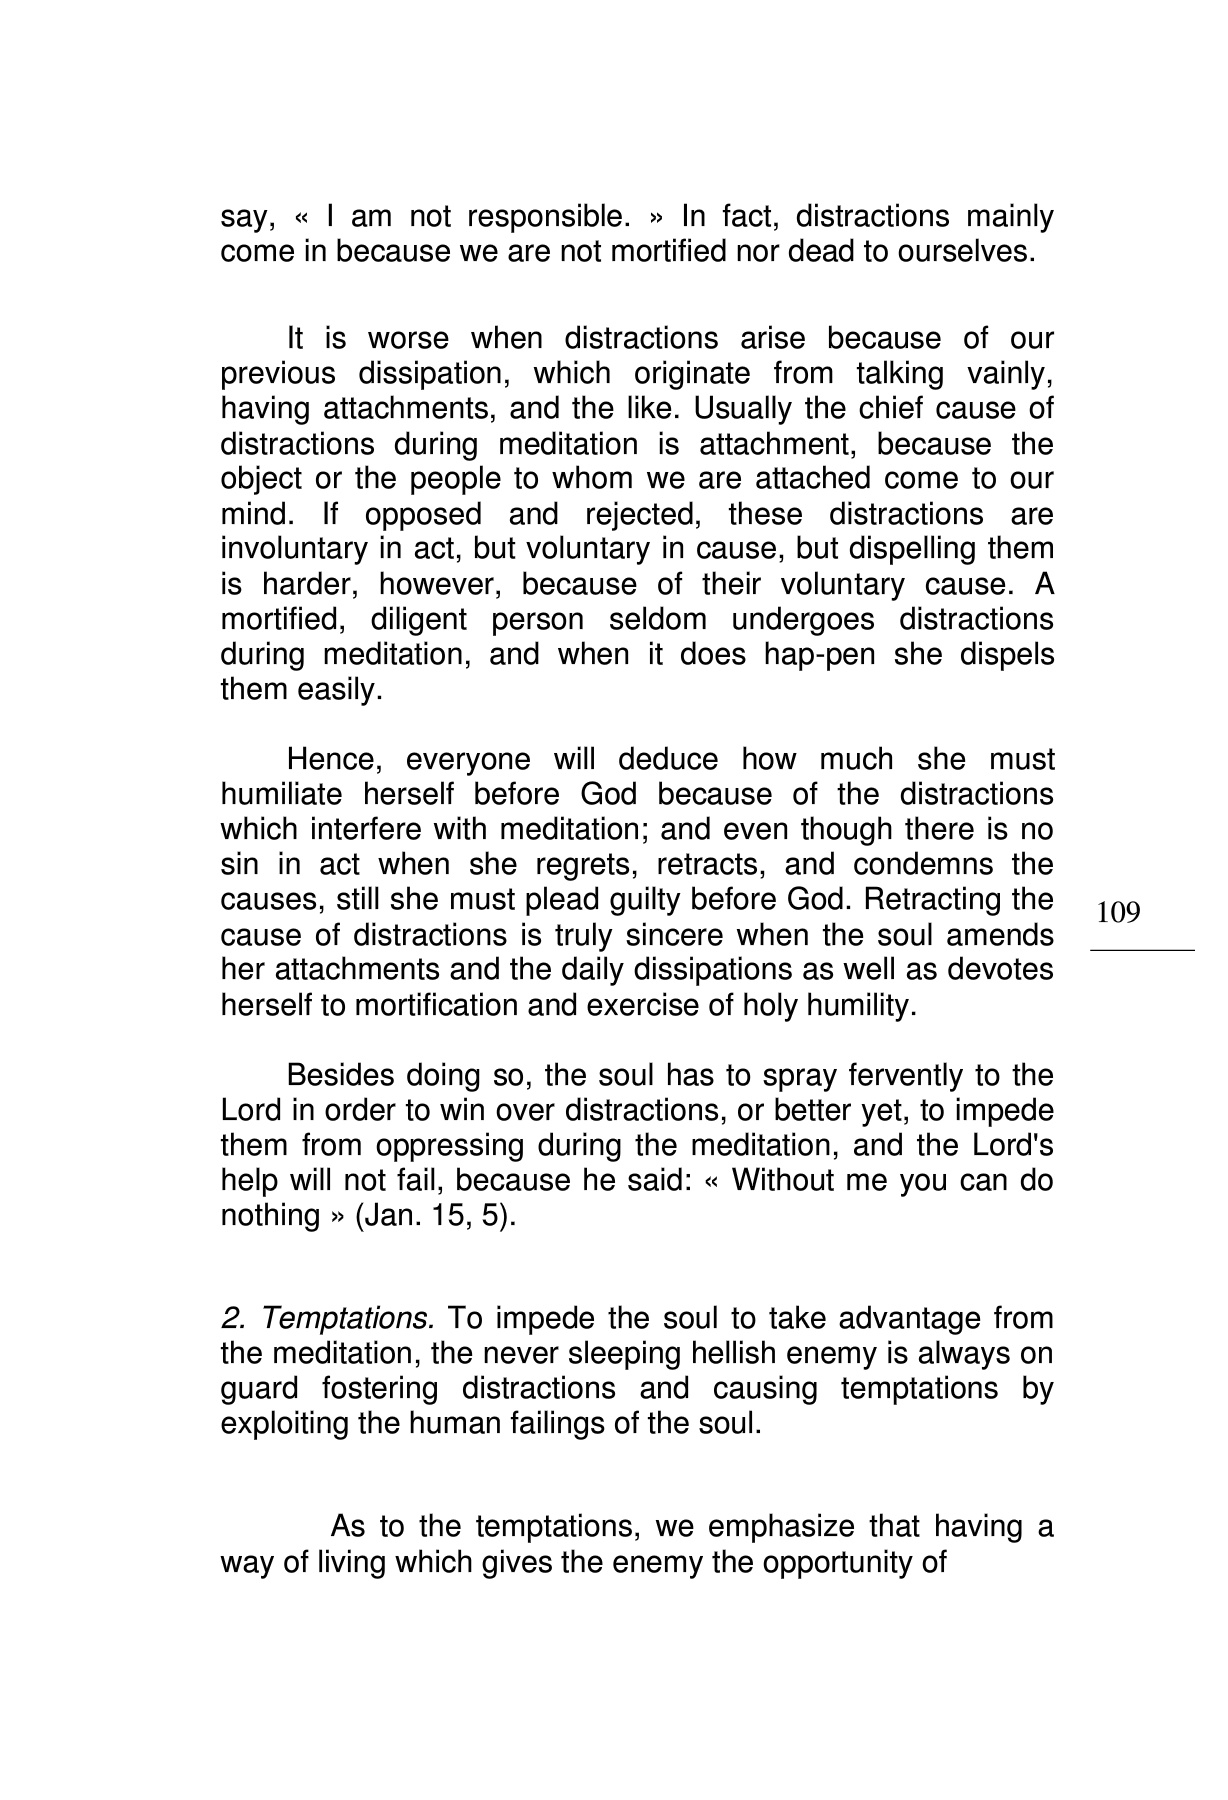 say, « I am not responsible. » In fact, distractions mainly
come in because we are not mortified nor dead to ourselves.
It is worse when distractions arise because of our
previous dissipation, which originate from talking vainly,
having attachments, and the like. Usually the chief cause of
distractions during meditation is attachment, because the
object or the people to whom we are attached come to our
mind. If opposed and rejected, these distractions are
involuntary in act, but voluntary in cause, but dispelling them
is harder, however, because of their voluntary cause. A
mortified, diligent person seldom undergoes distractions
during meditation, and when it does hap-pen she dispels
them easily.
Hence, everyone will deduce how much she must
humiliate herself before God because of the distractions
which interfere with meditation; and even though there is no
sin in act when she regrets, retracts, and condemns the
causes, still she must plead guilty before God. Retracting the
cause of distractions is truly sincere when the soul amends
her attachments and the daily dissipations as well as devotes
herself to mortification and exercise of holy humility.
109
Besides doing so, the soul has to spray fervently to the
Lord in order to win over distractions, or better yet, to impede
them from oppressing during the meditation, and the Lord's
help will not fail, because he said: « Without me you can do
nothing » (Jan. 15, 5).
2. Temptations. To impede the soul to take advantage from
the meditation, the never sleeping hellish enemy is always on
guard fostering distractions and causing temptations by
exploiting the human failings of the soul.
As to the temptations, we emphasize that having a
way of living which gives the enemy the opportunity of